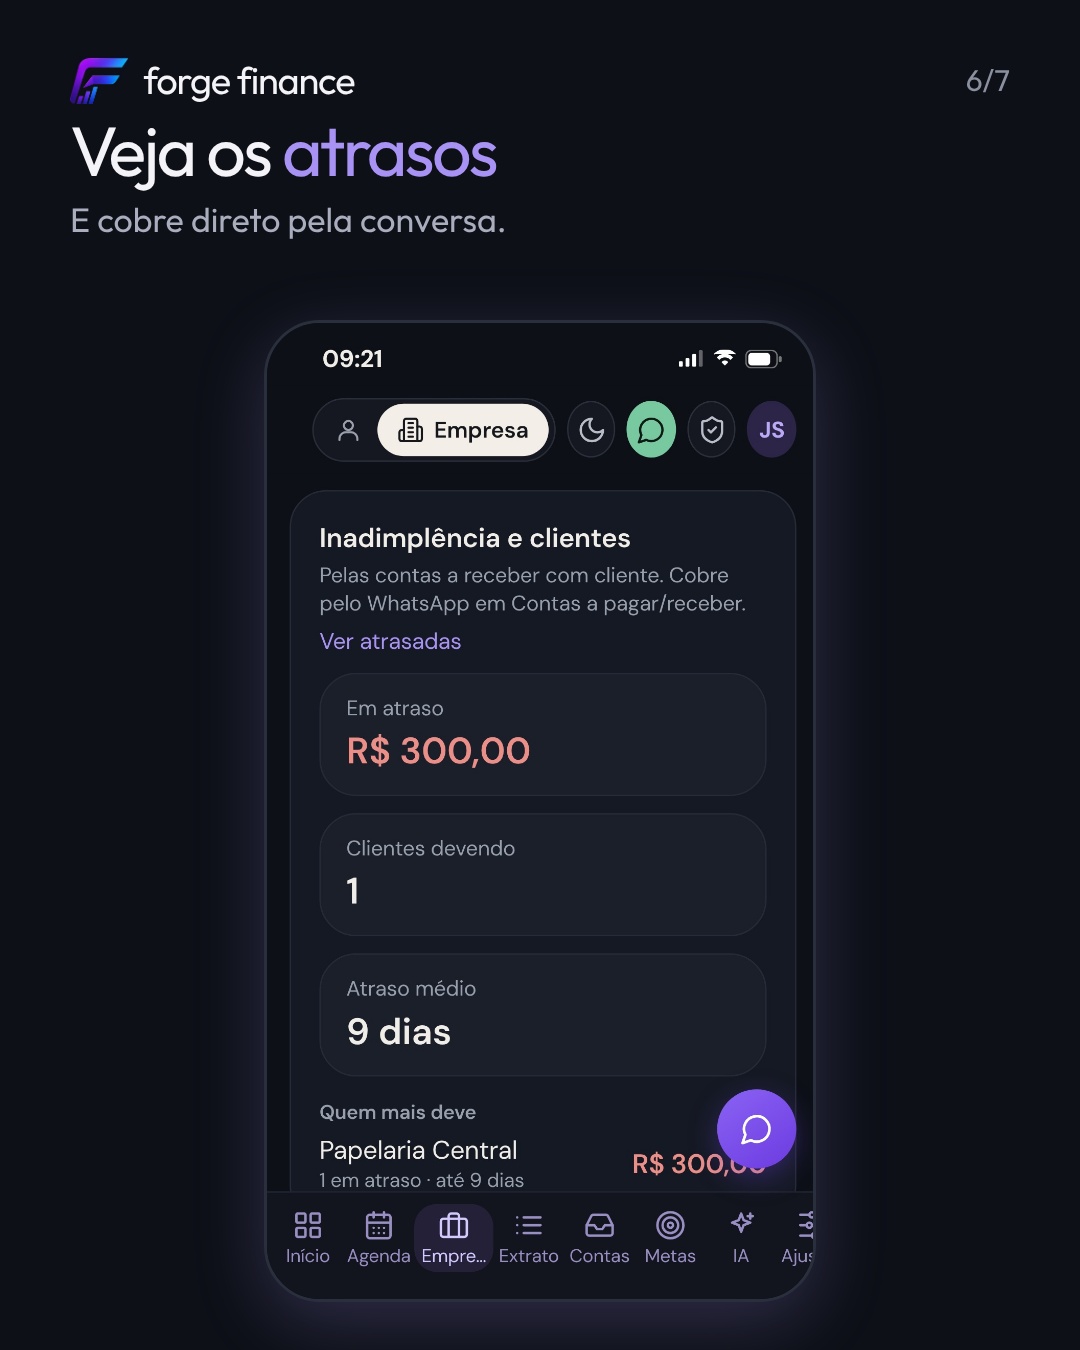 forge finance
6/7
Veja os atrasos
E cobre direto pela conversa.
09:21
Empresa
JS
Inadimplência e clientes
Pelas contas a receber com cliente. Cobre
pelo WhatsApp em Contas a pagar/receber.
Ver atrasadas
Em atraso
R$ 300,00
Clientes devendo
1
Atraso médio
9 dias
Quem mais deve
Papelaria Central
R$ 300,00
1 em atraso · até 9 dias
Início
Agenda
Empre...
Extrato
Contas
Metas
IA
Ajus